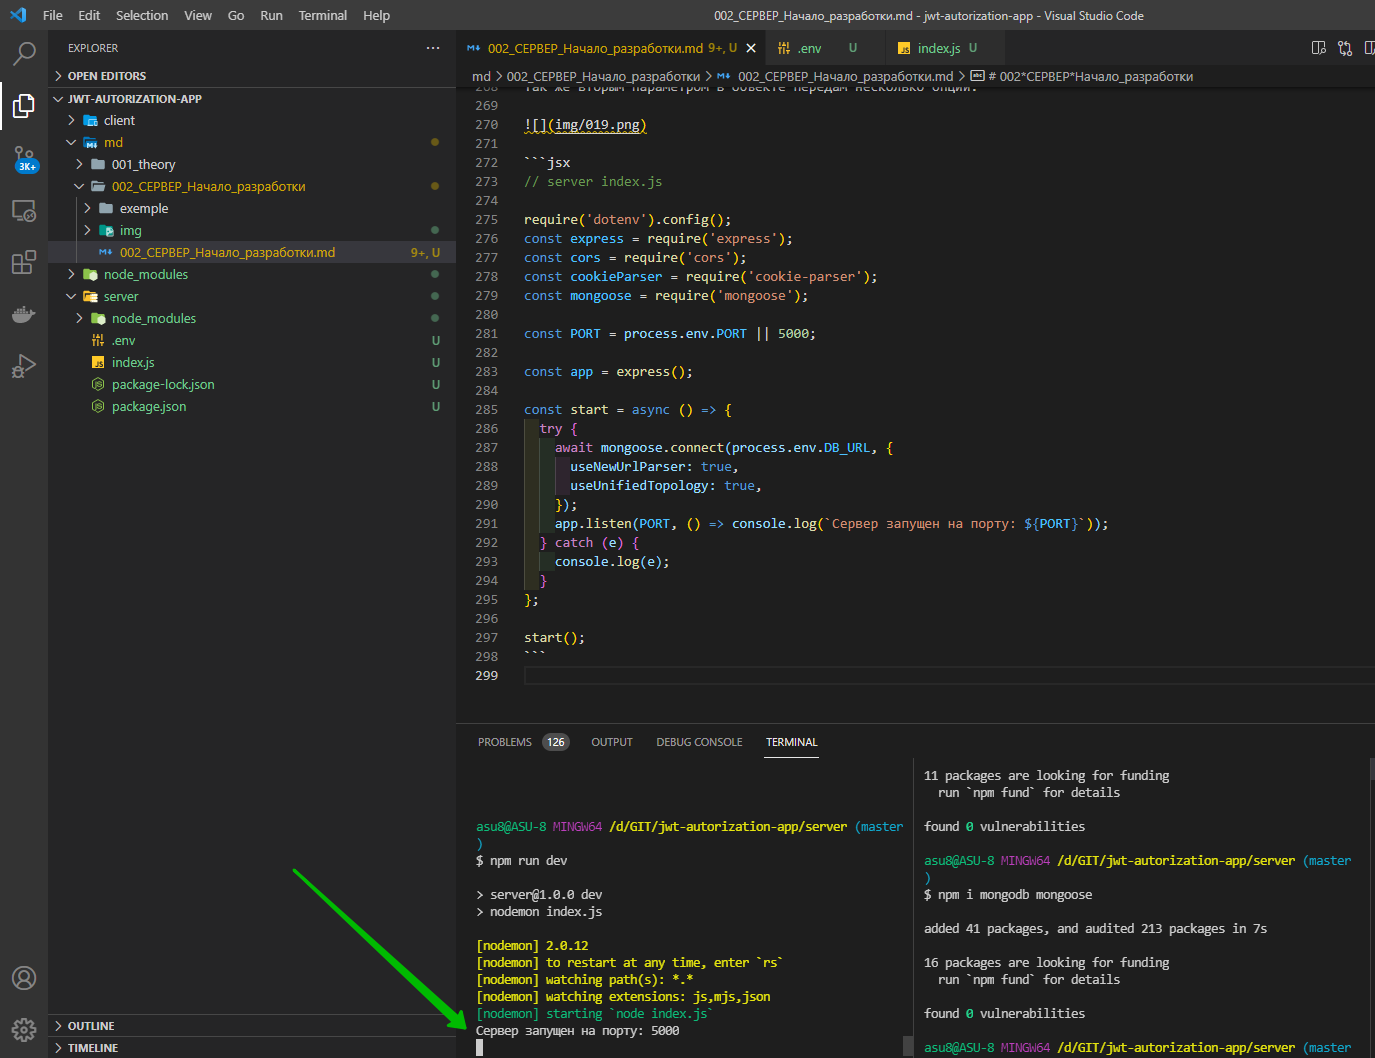 File Edit Selection View Go Run Terminal Help
002_СЕРВЕР_Начало_разработки.md - jwt-autorization-app - Visual Studio Code
EXPLORER
OPEN EDITORS
JWT-AUTORIZATION-APP
client
md
001_theory
002_СЕРВЕР_Начало_разработки
exemple
img
002_СЕРВЕР_Начало_разработки.md 9+, U
node_modules
server
node_modules
.env U
index.js U
package-lock.json U
package.json U
OUTLINE
TIMELINE
3K+
002_СЕРВЕР_Начало_разработки.md 9+, U
.env U
index.js U
md > 002_СЕРВЕР_Начало_разработки > 002_СЕРВЕР_Начало_разработки.md > # 002*СЕРВЕР*Начало_разработки
268 Так же вторым параметром в объекте передам несколько опций.
269
270 ![](img/019.png)
271
272 ```jsx
273 // server index.js
274
275 require('dotenv').config();
276 const express = require('express');
277 const cors = require('cors');
278 const cookieParser = require('cookie-parser');
279 const mongoose = require('mongoose');
280
281 const PORT = process.env.PORT || 5000;
282
283 const app = express();
284
285 const start = async () => {
286 try {
287 await mongoose.connect(process.env.DB_URL, {
288 useNewUrlParser: true,
289 useUnifiedTopology: true,
290 });
291 app.listen(PORT, () => console.log(`Сервер запущен на порту: ${PORT}`));
292 } catch (e) {
293 console.log(e);
294 }
295 };
296
297 start();
298 ```
299
PROBLEMS 126 OUTPUT DEBUG CONSOLE TERMINAL
asu8@ASU-8 MINGW64 /d/GIT/jwt-autorization-app/server (master
)
$ npm run dev
> server@1.0.0 dev
> nodemon index.js
[nodemon] 2.0.12
[nodemon] to restart at any time, enter `rs`
[nodemon] watching path(s): *.*
[nodemon] watching extensions: js,mjs,json
[nodemon] starting `node index.js`
Сервер запущен на порту: 5000
11 packages are looking for funding
run `npm fund` for details
found 0 vulnerabilities
asu8@ASU-8 MINGW64 /d/GIT/jwt-autorization-app/server (master
)
$ npm i mongodb mongoose
added 41 packages, and audited 213 packages in 7s
16 packages are looking for funding
run `npm fund` for details
found 0 vulnerabilities
asu8@ASU-8 MINGW64 /d/GIT/jwt-autorization-app/server (master